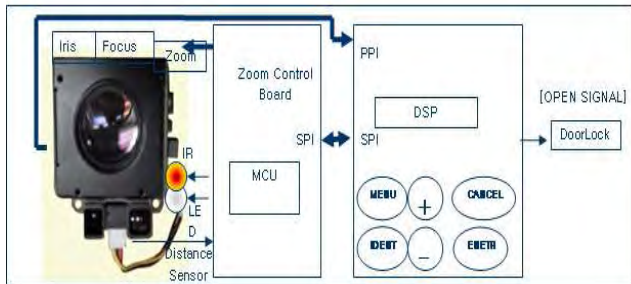 Iris Focus Zoom
PPI
Zoom Control
Board
DSP
[OPEN SIGNAL]
DoorLock
SPI SPI
IR
MCU
LE
D
Distance
Sensor
MENU + CANCEL
IDENT -